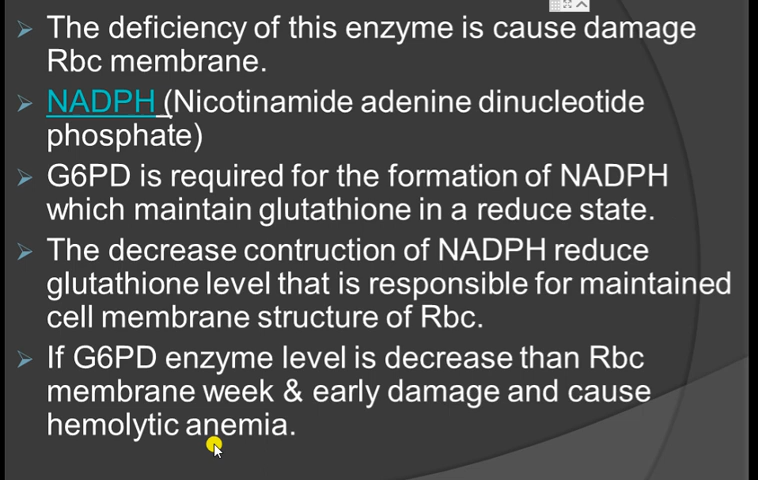 The deficiency of this enzyme is cause damage
Rbc membrane.
NADPH (Nicotinamide adenine dinucleotide
phosphate)
G6PD is required for the formation of NADPH
which maintain glutathione in a reduce state.
The decrease contruction of NADPH reduce
glutathione level that is responsible for maintained
cell membrane structure of Rbc.
If G6PD enzyme level is decrease than Rbc
membrane week & early damage and cause
hemolytic anemia.